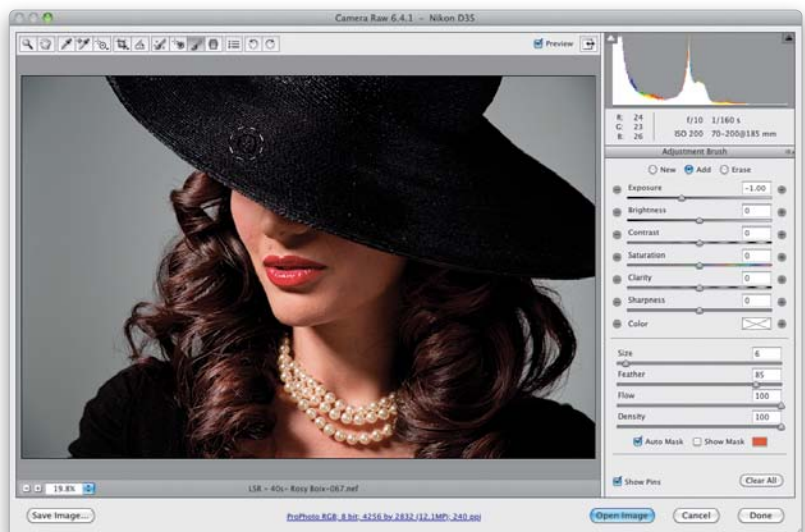 Camera Raw 6.4.1 – Nikon D3S
Preview
R: 24
G: 23
B: 26
f/10 1/160 s
ISO 200 70-200@185 mm
Adjustment Brush
New Add Erase
Exposure -1.00
Brightness 0
Contrast 0
Saturation 0
Clarity 0
Sharpness 0
Color
Size 6
Feather 85
Flow 100
Density 100
Auto Mask Show Mask
19.8%
LSR - 40s- Rosy Boix-067.nef
Show Pins Clear All
Save Image...
ProPhoto RGB; 8 bit; 4256 by 2832 (12.1MP); 240 ppi
Open Image Cancel Done